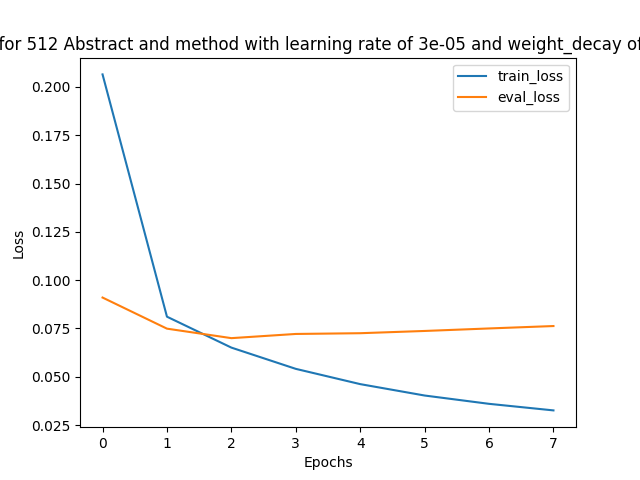 for 512 Abstract and method with learning rate of 3e-05 and weight_decay of
train_loss
eval_loss
0.200
0.175
0.150
0.125
0.100
0.075
0.050
0.025
Loss
0 1 2 3 4 5 6 7
Epochs